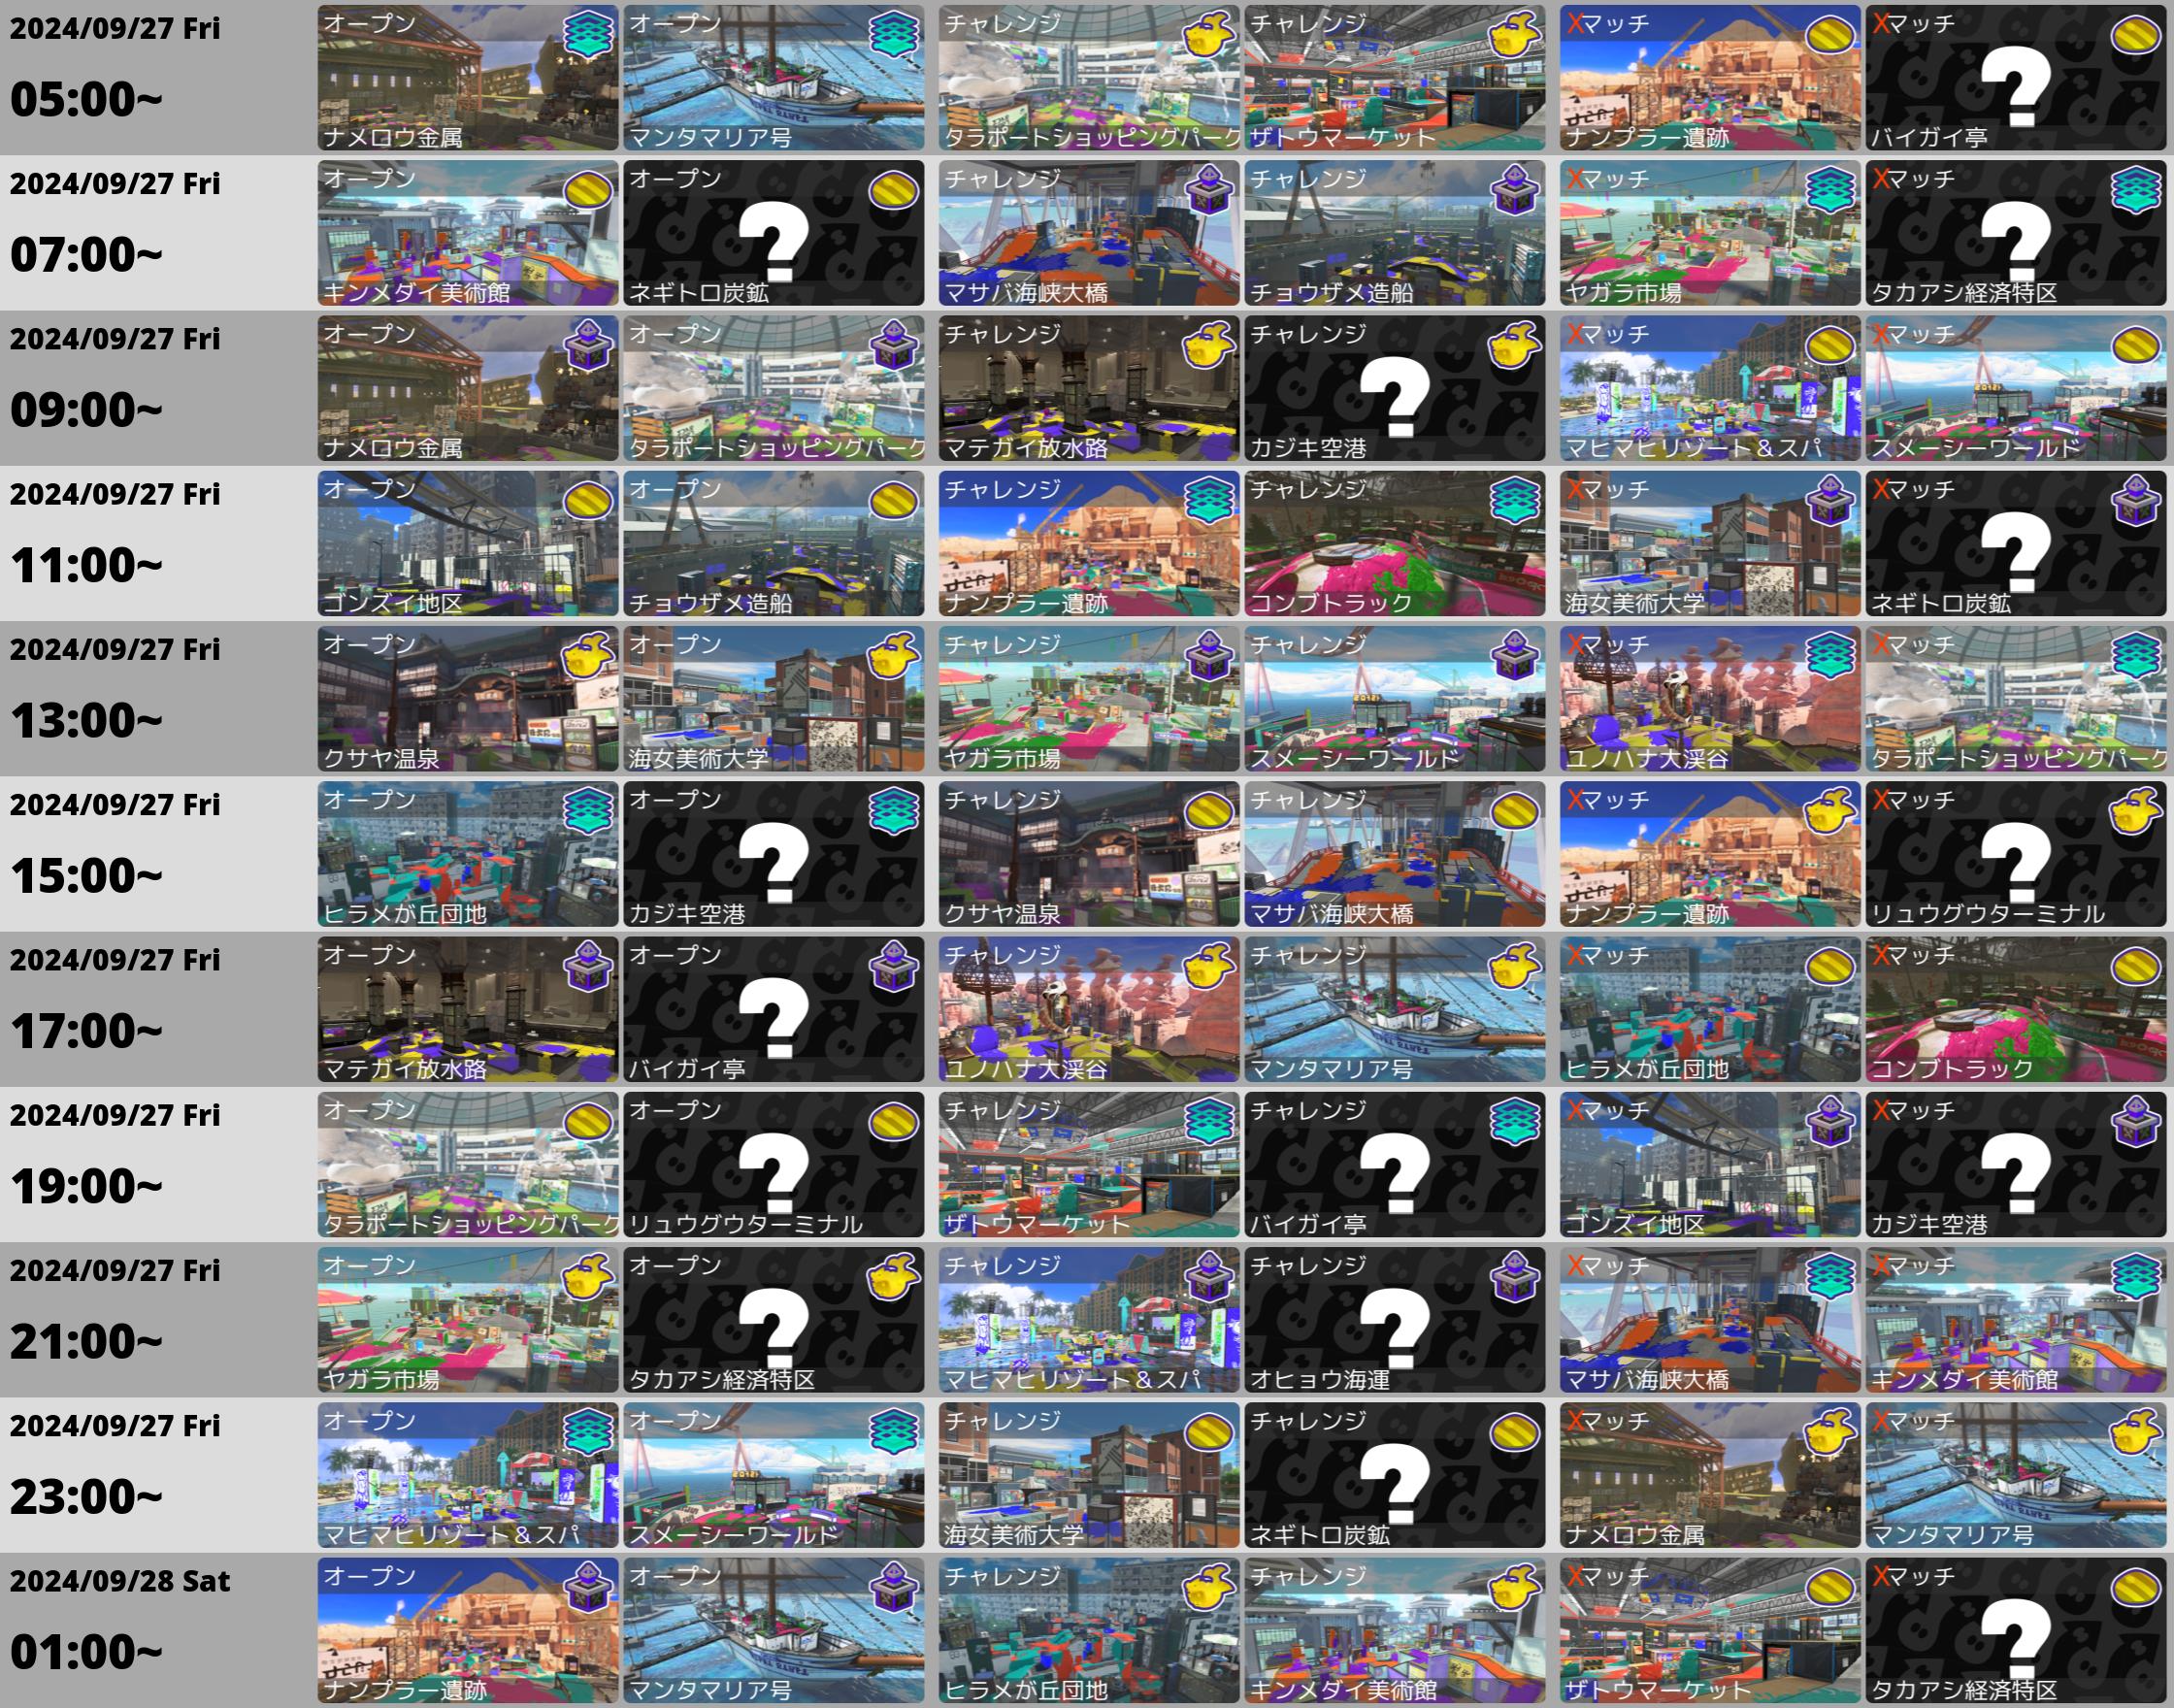 2024/09/27 Fri
05:00~
オープン
ナメロウ金属
オープン
マンタマリア号
チャレンジ
タラポートショッピングパーク
チャレンジ
ザトウマーケット
Xマッチ
ナンプラー遺跡
Xマッチ
バイガイ亭
2024/09/27 Fri
07:00~
オープン
キンメダイ美術館
オープン
ネギトロ炭鉱
チャレンジ
マサバ海峡大橋
チャレンジ
チョウザメ造船
Xマッチ
ヤガラ市場
Xマッチ
タカアシ経済特区
2024/09/27 Fri
09:00~
オープン
ナメロウ金属
オープン
タラポートショッピングパーク
チャレンジ
マテガイ放水路
チャレンジ
カジキ空港
Xマッチ
マヒマヒリゾート&スパ
Xマッチ
スメーシーワールド
2024/09/27 Fri
11:00~
オープン
ゴンズイ地区
オープン
チョウザメ造船
チャレンジ
ナンプラー遺跡
チャレンジ
コンブトラック
Xマッチ
海女美術大学
Xマッチ
ネギトロ炭鉱
2024/09/27 Fri
13:00~
オープン
クサヤ温泉
オープン
海女美術大学
チャレンジ
ヤガラ市場
チャレンジ
スメーシーワールド
Xマッチ
ユノハナ大渓谷
Xマッチ
タラポートショッピングパーク
2024/09/27 Fri
15:00~
オープン
ヒラメが丘団地
オープン
カジキ空港
チャレンジ
クサヤ温泉
チャレンジ
マサバ海峡大橋
Xマッチ
ナンプラー遺跡
Xマッチ
リュウグウターミナル
2024/09/27 Fri
17:00~
オープン
マテガイ放水路
オープン
バイガイ亭
チャレンジ
ユノハナ大渓谷
チャレンジ
マンタマリア号
Xマッチ
ヒラメが丘団地
Xマッチ
コンブトラック
2024/09/27 Fri
19:00~
オープン
タラポートショッピングパーク
オープン
リュウグウターミナル
チャレンジ
ザトウマーケット
チャレンジ
バイガイ亭
Xマッチ
ゴンズイ地区
Xマッチ
カジキ空港
2024/09/27 Fri
21:00~
オープン
ヤガラ市場
オープン
タカアシ経済特区
チャレンジ
マヒマヒリゾート&スパ
チャレンジ
オヒョウ海運
Xマッチ
マサバ海峡大橋
Xマッチ
キンメダイ美術館
2024/09/27 Fri
23:00~
オープン
マヒマヒリゾート&スパ
オープン
スメーシーワールド
チャレンジ
海女美術大学
チャレンジ
ネギトロ炭鉱
Xマッチ
ナメロウ金属
Xマッチ
マンタマリア号
2024/09/28 Sat
01:00~
オープン
ナンプラー遺跡
オープン
マンタマリア号
チャレンジ
ヒラメが丘団地
チャレンジ
キンメダイ美術館
Xマッチ
ザトウマーケット
Xマッチ
タカアシ経済特区